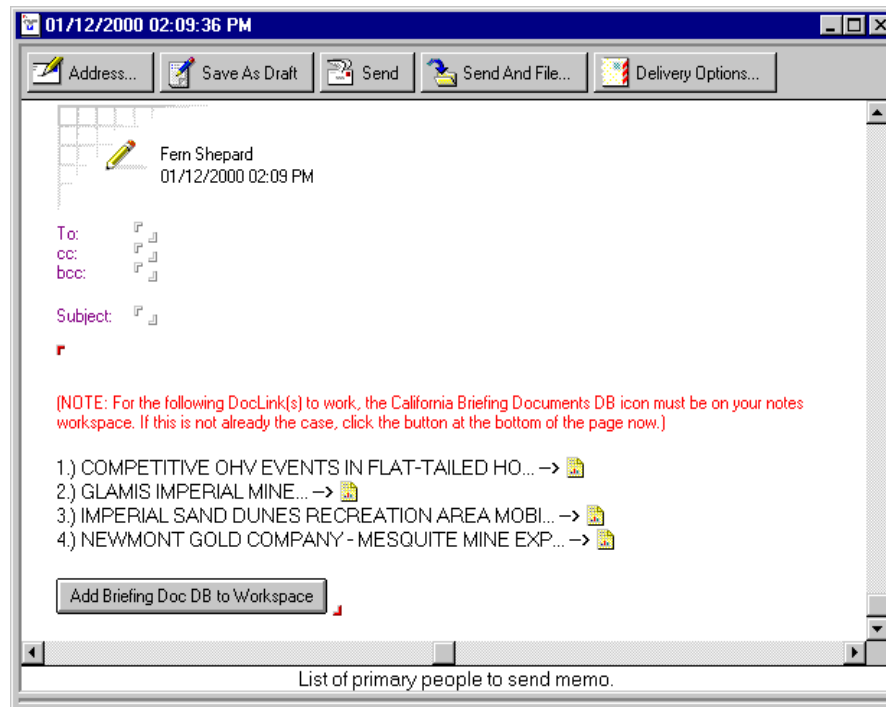 01/12/2000 02:09:36 PM
Address... Save As Draft Send Send And File... Delivery Options...
Fern Shepard
01/12/2000 02:09 PM
To:
cc:
bcc:
Subject:
(NOTE: For the following DocLink(s) to work, the California Briefing Documents DB icon must be on your notes
workspace. If this is not already the case, click the button at the bottom of the page now.)
1.) COMPETITIVE OHV EVENTS IN FLAT-TAILED HO... -->
2.) GLAMIS IMPERIAL MINE... -->
3.) IMPERIAL SAND DUNES RECREATION AREA MOBI... -->
4.) NEWMONT GOLD COMPANY - MESQUITE MINE EXP... -->
Add Briefing Doc DB to Workspace
List of primary people to send memo.